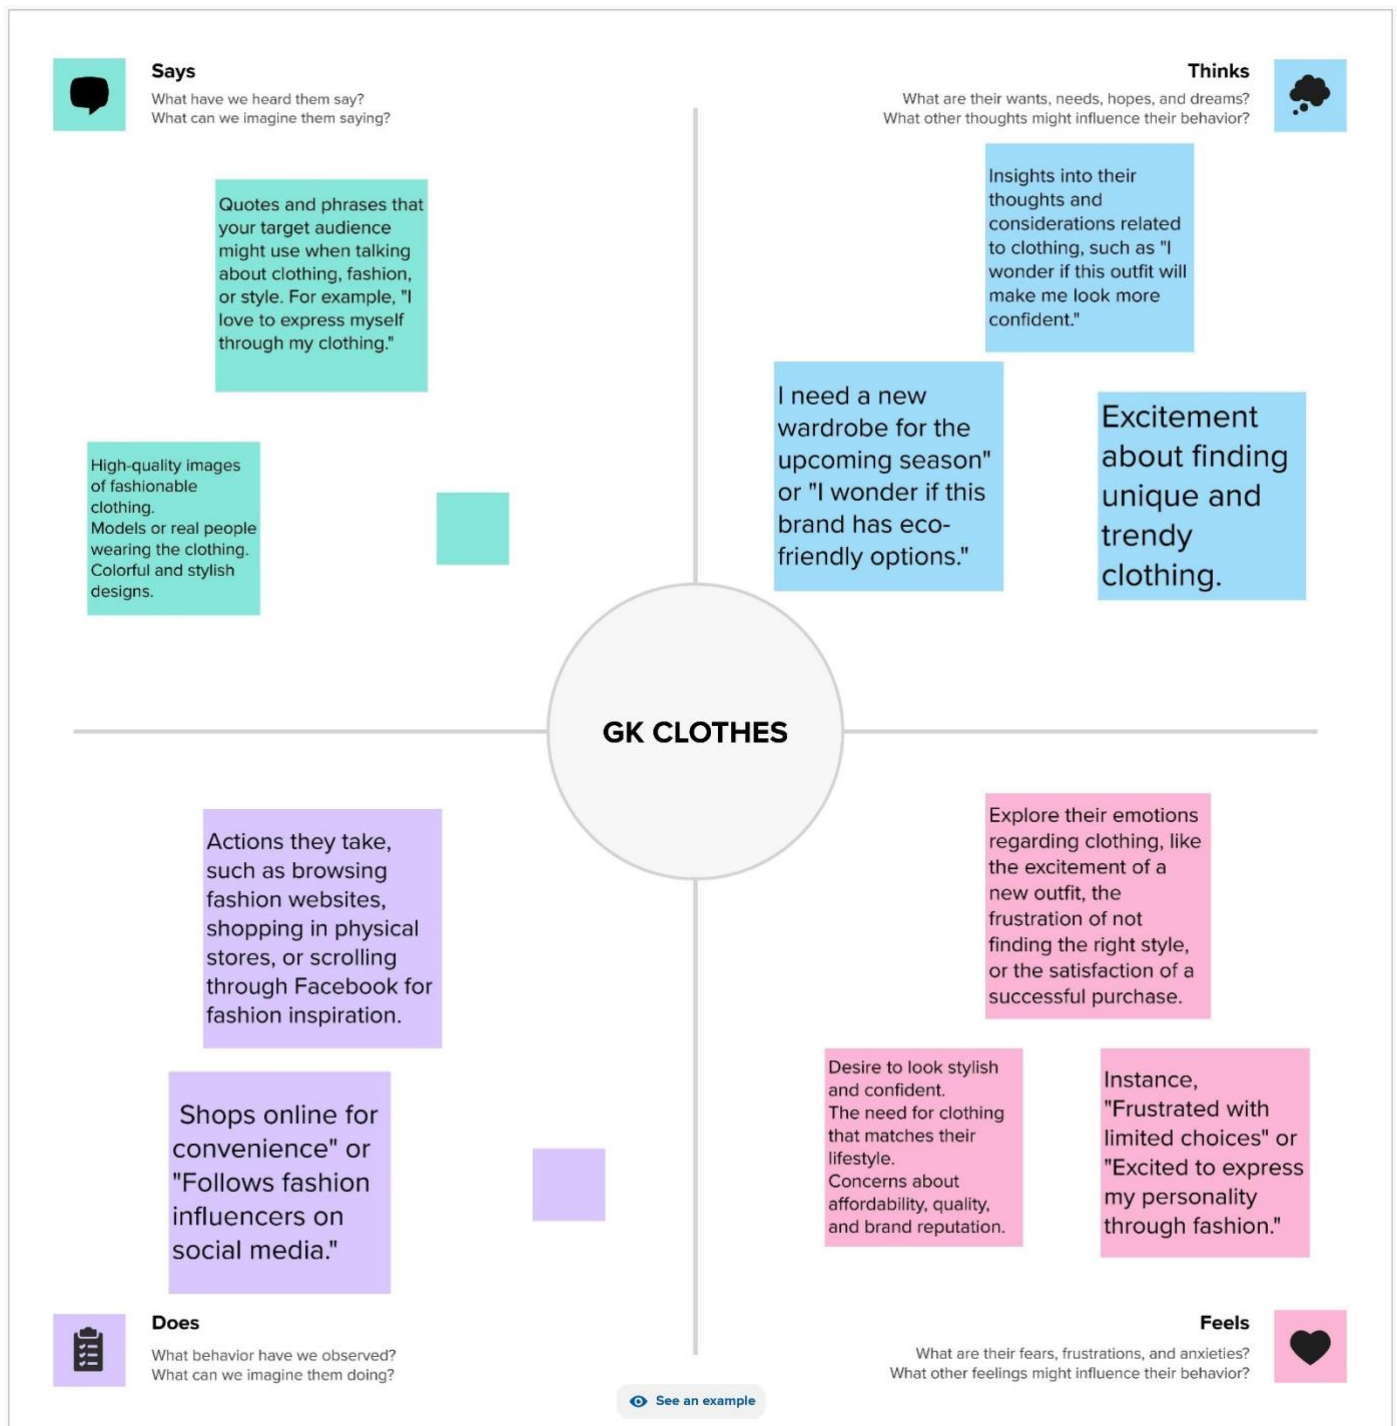 Says
What have we heard them say?
What can we imagine them saying?
Thinks
What are their wants, needs, hopes, and dreams?
What other thoughts might influence their behavior?
Quotes and phrases that
your target audience
might use when talking
about clothing, fashion,
or style. For example, "I
love to express myself
through my clothing."
High-quality images
of fashionable
clothing.
Models or real people
wearing the clothing.
Colorful and stylish
designs.
Insights into their
thoughts and
considerations related
to clothing, such as "I
wonder if this outfit will
make me look more
confident."
I need a new
wardrobe for the
upcoming season"
or "I wonder if this
brand has eco-
friendly options."
Excitement
about finding
unique and
trendy
clothing.
GK CLOTHES
Actions they take,
such as browsing
fashion websites,
shopping in physical
stores, or scrolling
through Facebook for
fashion inspiration.
Shops online for
convenience" or
"Follows fashion
influencers on
social media."
Explore their emotions
regarding clothing, like
the excitement of a
new outfit, the
frustration of not
finding the right style,
or the satisfaction of a
successful purchase.
Desire to look stylish
and confident.
The need for clothing
that matches their
lifestyle.
Concerns about
affordability, quality,
and brand reputation.
Instance,
"Frustrated with
limited choices" or
"Excited to express
my personality
through fashion."
Does
What behavior have we observed?
What can we imagine them doing?
Feels
What are their fears, frustrations, and anxieties?
What other feelings might influence their behavior?
See an example